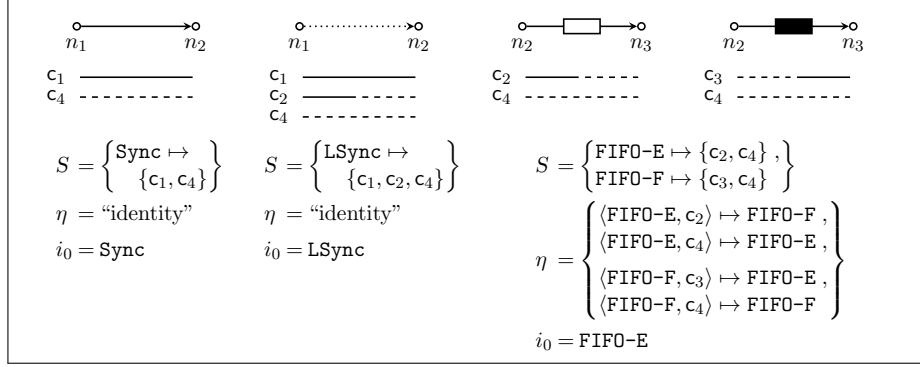 n₁ n₂ n₁ n₂ n₂ n₃ n₂ n₃
c₁ c₁ c₂ c₃
c₄ c₂ c₄ c₄
c₄
S = {Sync ↦ {c₁, c₄}}
S = {LSync ↦ {c₁, c₂, c₄}}
S = {FIFO-E ↦ {c₂, c₄} ,
FIFO-F ↦ {c₃, c₄}}
η = “identity”
η = “identity”
i₀ = Sync
i₀ = LSync
η = {⟨FIFO-E, c₂⟩ ↦ FIFO-F ,
⟨FIFO-E, c₄⟩ ↦ FIFO-E ,
⟨FIFO-F, c₃⟩ ↦ FIFO-E ,
⟨FIFO-F, c₄⟩ ↦ FIFO-F}
i₀ = FIFO-E